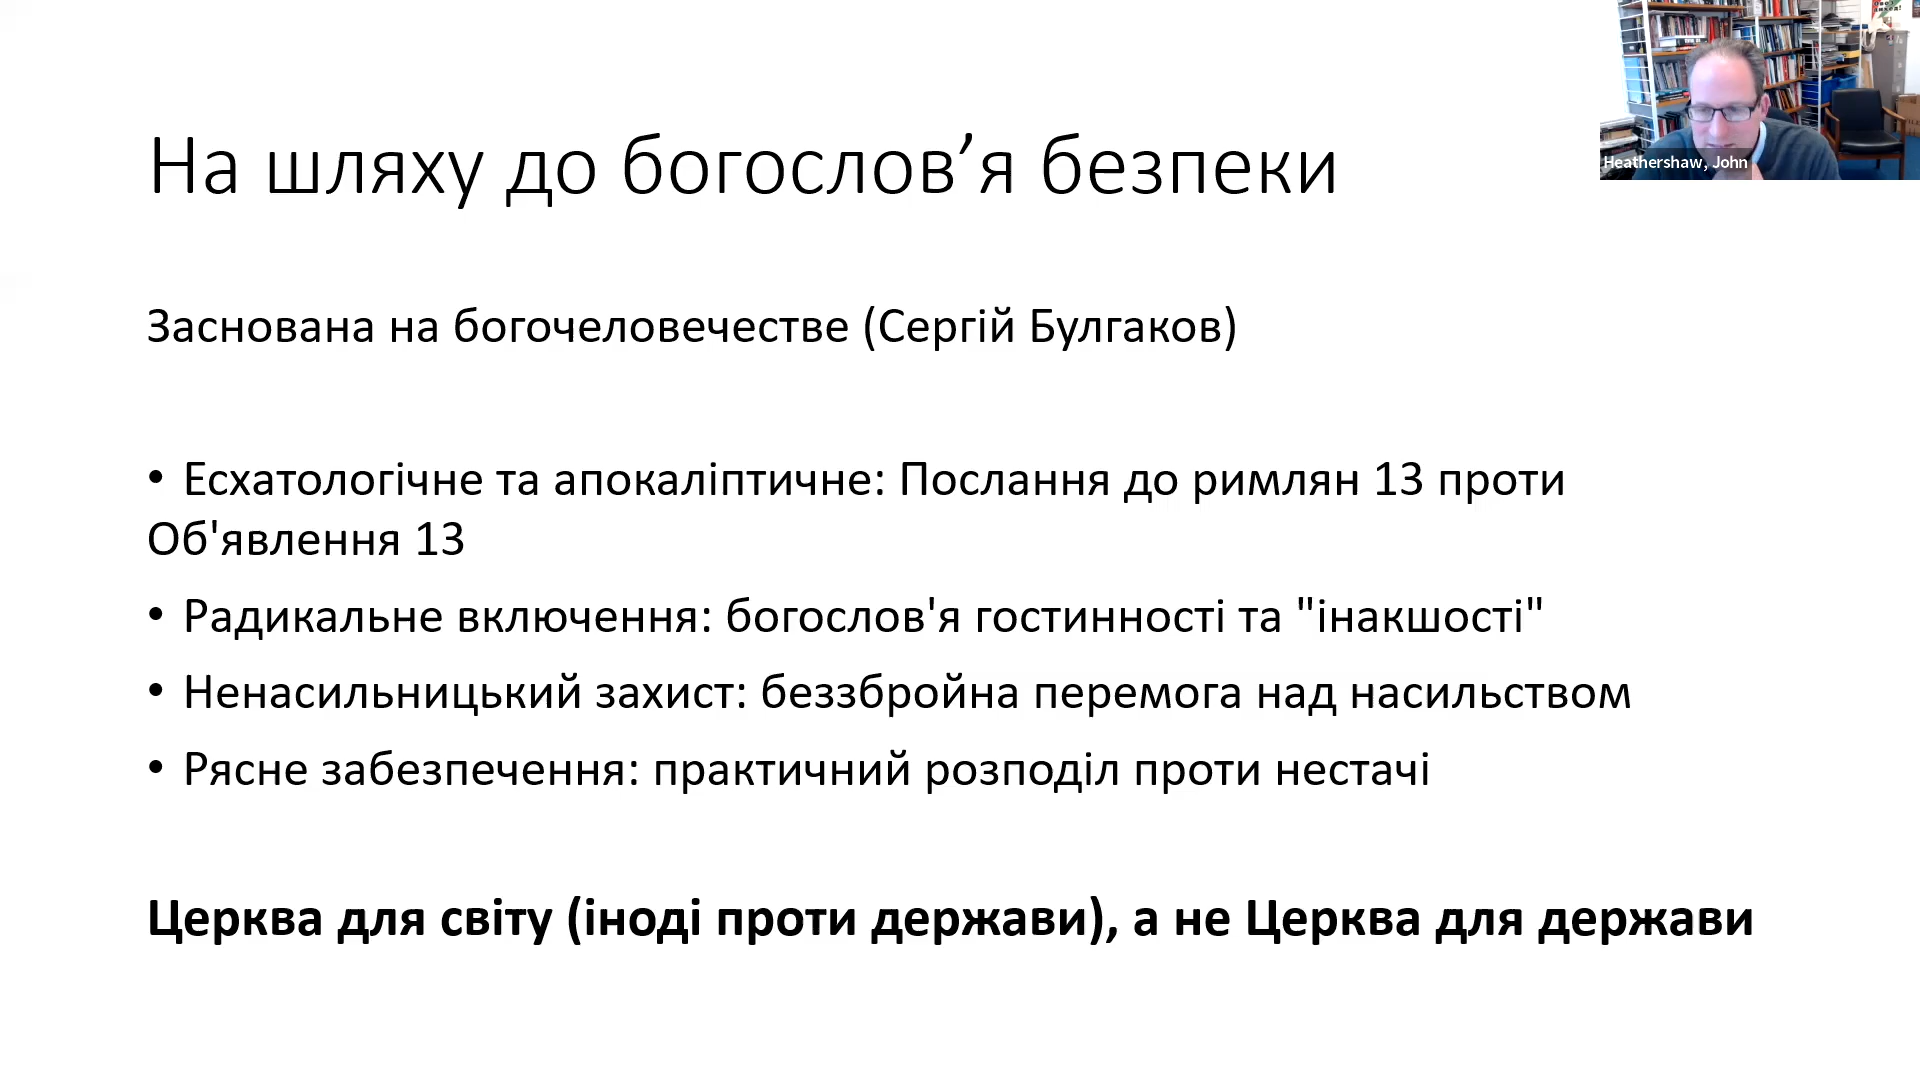 На шляху до богослов’я безпеки
Heathershaw, John
Заснована на богочеловечестве (Сергій Булгаков)
• Есхатологічне та апокаліптичне: Послання до римлян 13 проти
Об'явлення 13
• Радикальне включення: богослов'я гостинності та "інакшості"
• Ненасильницький захист: беззбройна перемога над насильством
• Рясне забезпечення: практичний розподіл проти нестачі
Церква для світу (іноді проти держави), а не Церква для держави